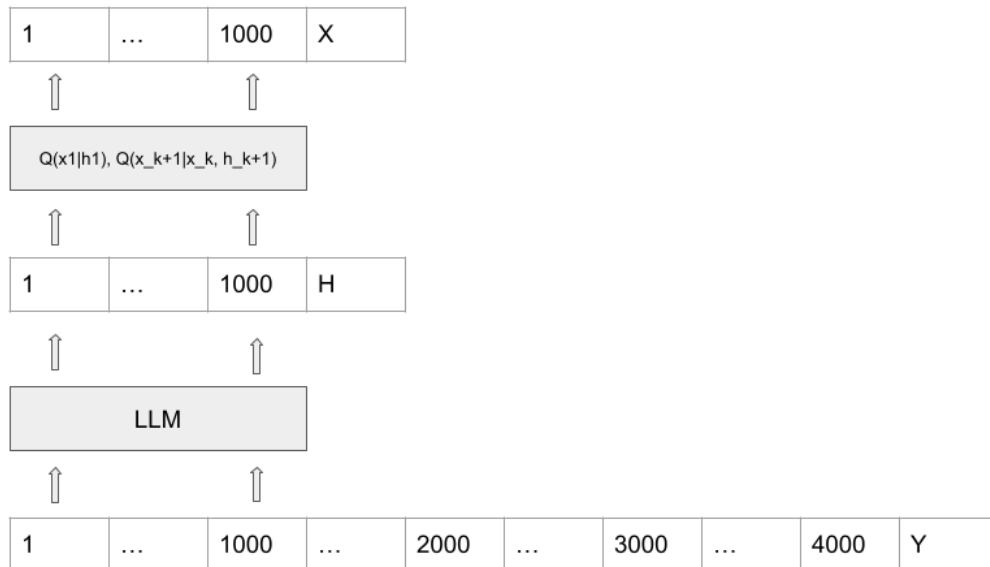 1 … 1000 X
Q(x1|h1), Q(x_k+1|x_k, h_k+1)
1 … 1000 H
LLM
1 … 1000 … 2000 … 3000 … 4000 Y